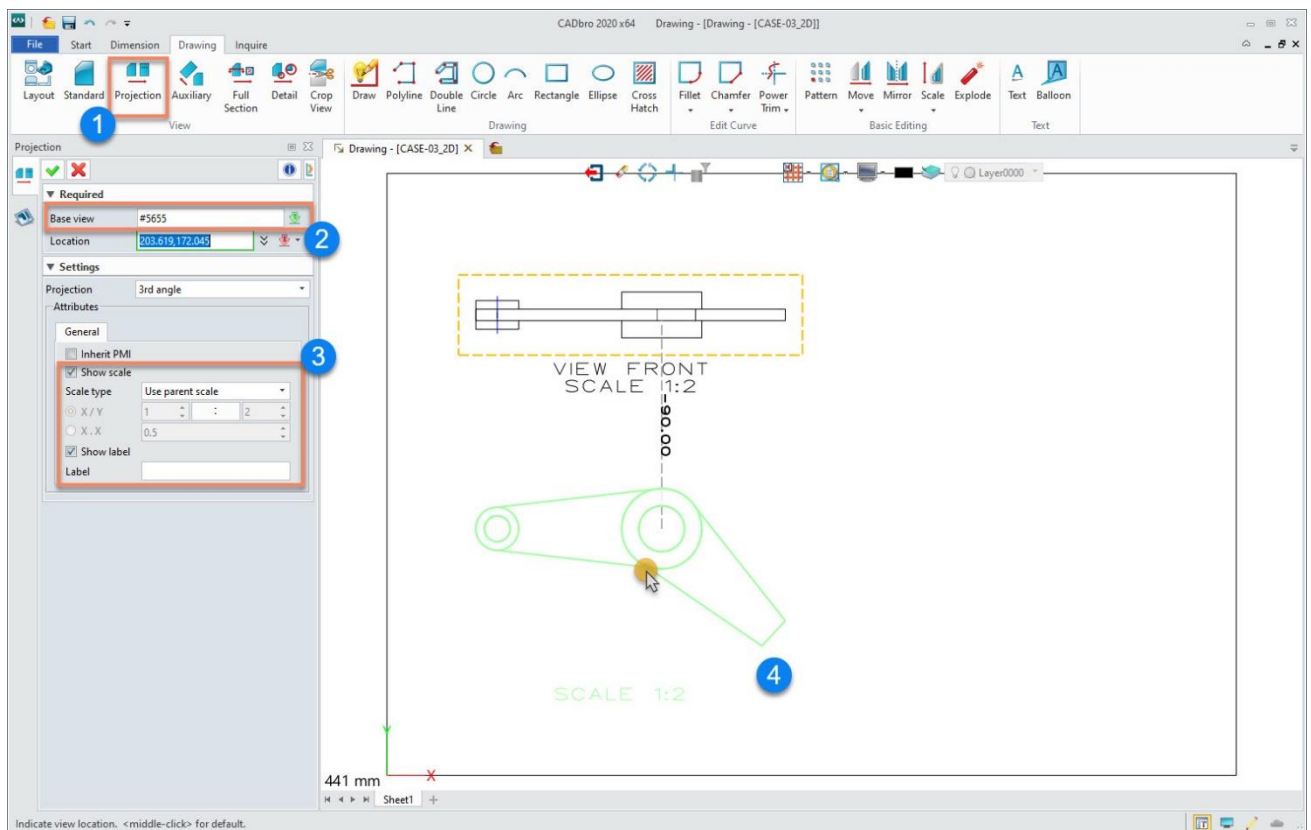 CADbro 2020 x64 Drawing - [Drawing - [CASE-03_2D]]
File Start Dimension Drawing Inquire
Layout Standard Projection Auxiliary Full Section Detail Crop View Draw Polyline Double Line Circle Arc Rectangle Ellipse Cross Hatch Fillet Chamfer Power Trim Pattern Move Mirror Scale Explode Text Balloon
1
View Drawing Edit Curve Basic Editing Text
Projection
Drawing - [CASE-03_2D]
Layer0000
Required
Base view #5655
2
Location 203.619,172.045
Settings
Projection 3rd angle
Attributes
General
Inherit PMI
3
Show scale
Scale type Use parent scale
X / Y 1 : 2
X . X 0.5
Show label
Label
VIEW FRONT
SCALE 1:2
-90.00
4
SCALE 1:2
X
441 mm
Sheet1
Indicate view location. <middle-click> for default.